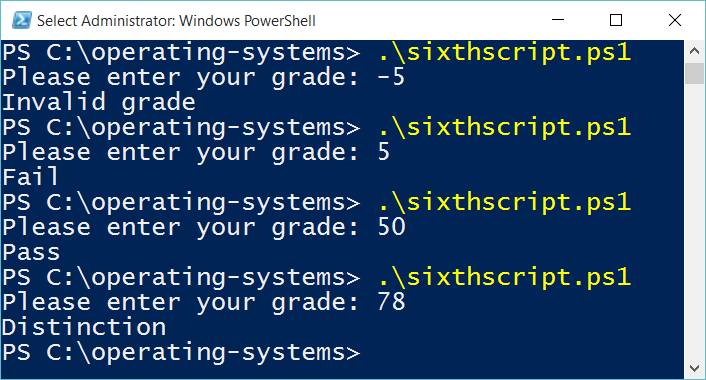 Select Administrator: Windows PowerShell
PS C:\operating-systems> .\sixthscript.ps1
Please enter your grade: -5
Invalid grade
PS C:\operating-systems> .\sixthscript.ps1
Please enter your grade: 5
Fail
PS C:\operating-systems> .\sixthscript.ps1
Please enter your grade: 50
Pass
PS C:\operating-systems> .\sixthscript.ps1
Please enter your grade: 78
Distinction
PS C:\operating-systems>